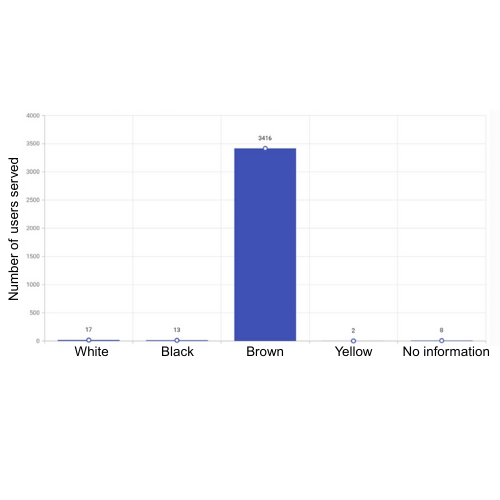 4000
3500
3000
2500
2000
1500
1000
500
0
Number of users served
17
13
3416
2
8
White
Black
Brown
Yellow
No information